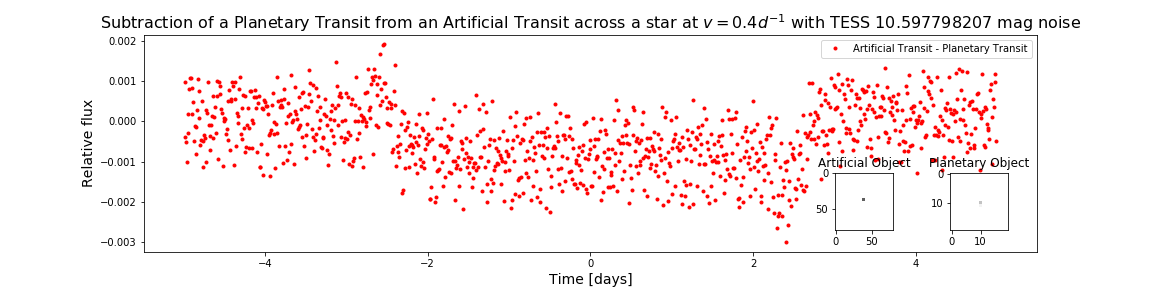 Subtraction of a Planetary Transit from an Artificial Transit across a star at v = 0.4d⁻¹ with TESS 10.597798207 mag noise
0.002
0.001
0.000
−0.001
−0.002
−0.003
Relative flux
Artificial Transit - Planetary Transit
Artificial Object
0
50
0 50
Planetary Object
0
10
0 10
−4 −2 0 2 4
Time [days]